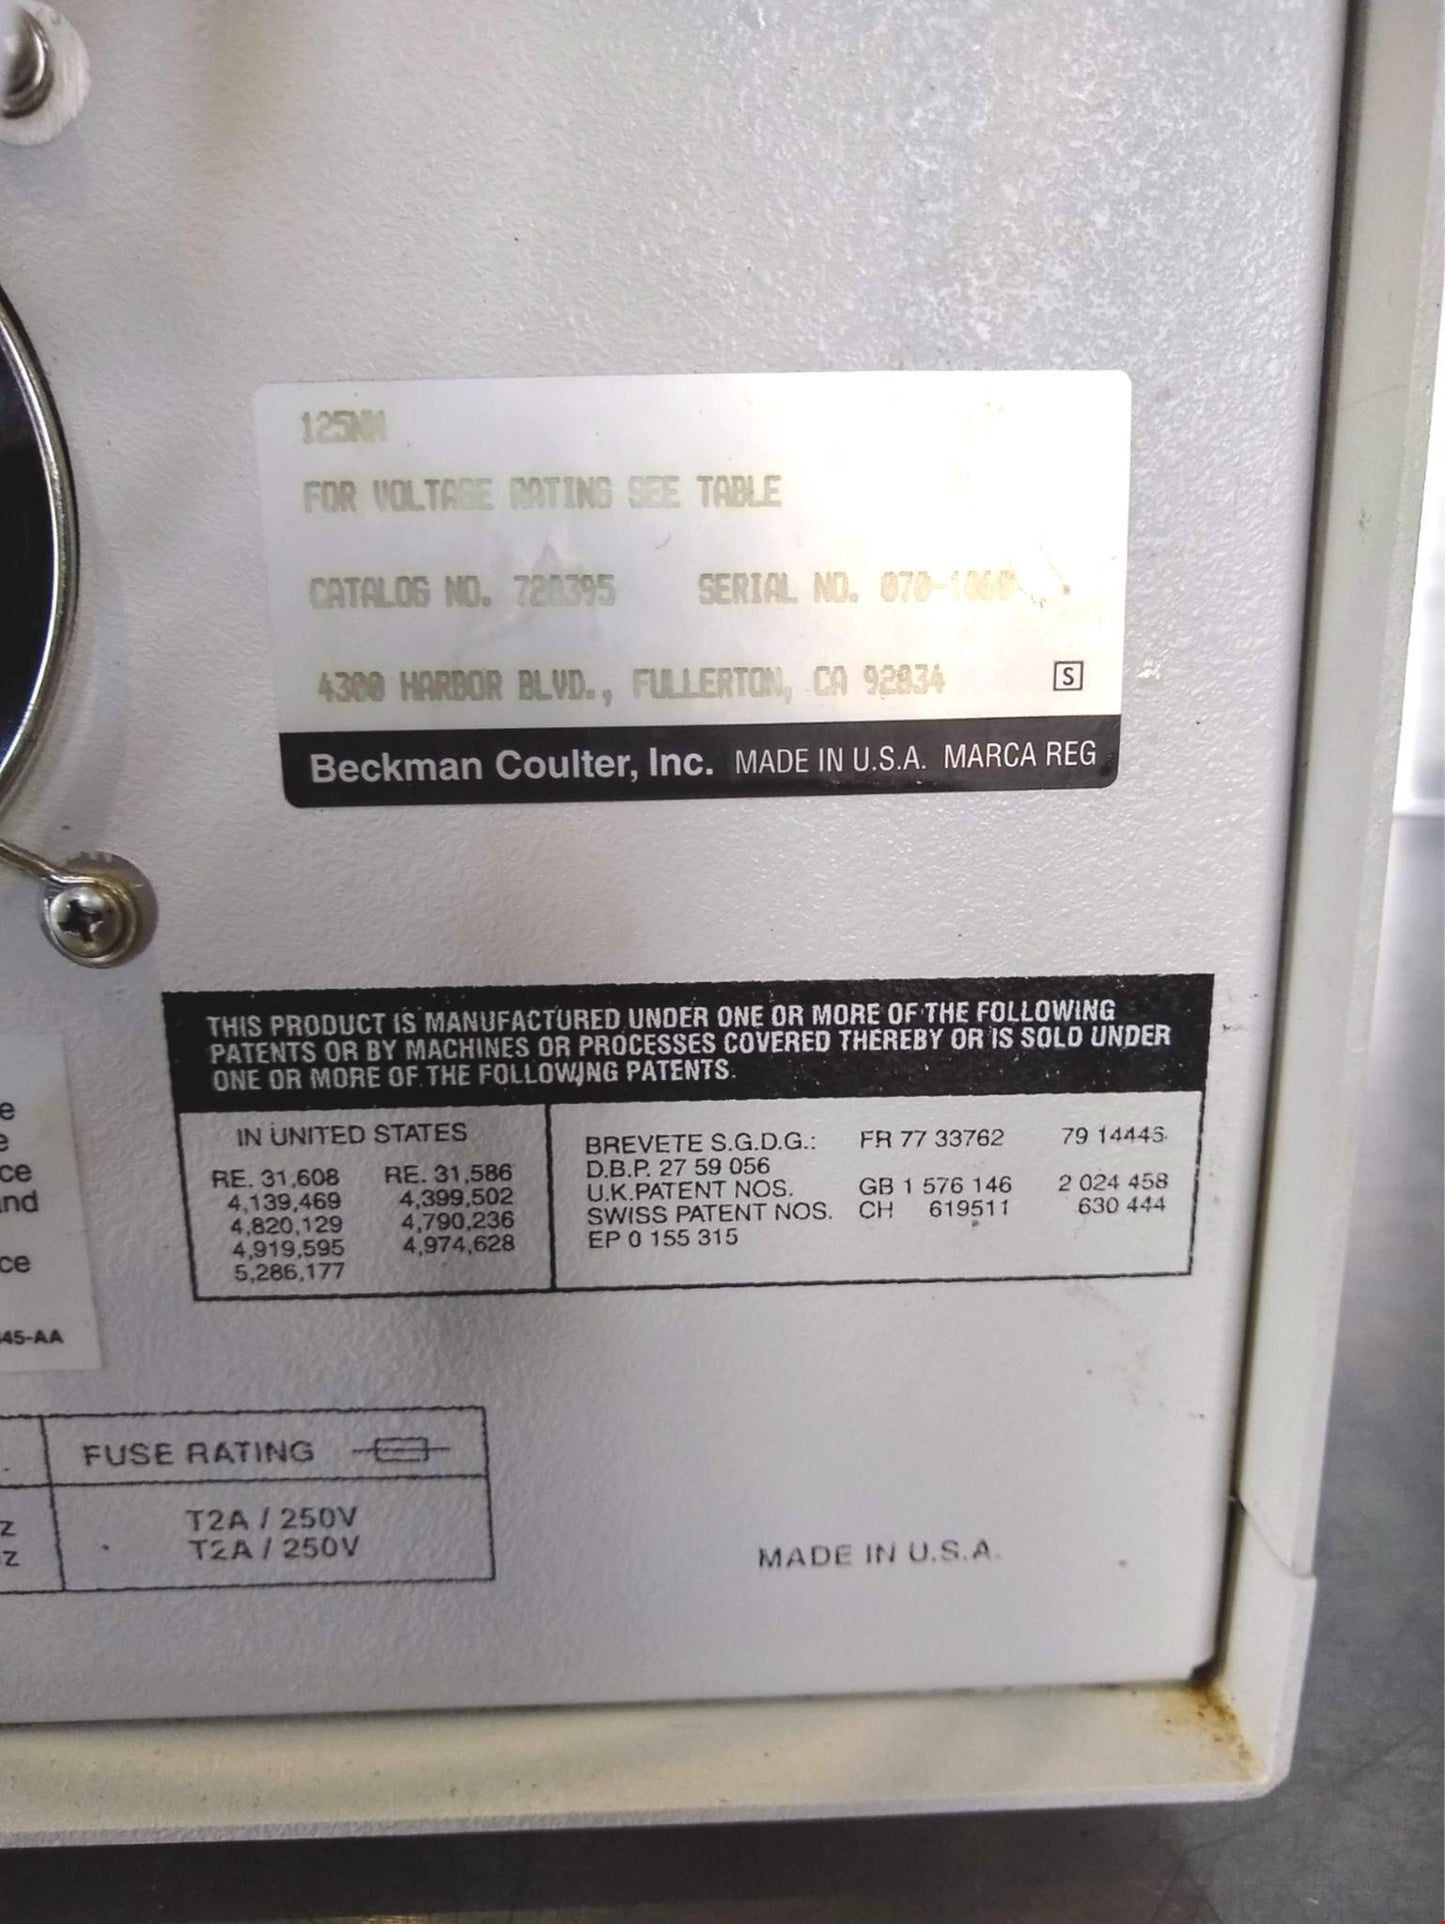 125NM
FOR VOLTAGE RATING SEE TABLE
CATALOG NO. 720395 SERIAL NO.
4300 HARBOR BLVD., FULLERTON, CA 92834
S
Beckman Coulter, Inc. MADE IN U.S.A. MARCA REG
THIS PRODUCT IS MANUFACTURED UNDER ONE OR MORE OF THE FOLLOWING
PATENTS OR BY MACHINES OR PROCESSES COVERED THEREBY OR IS SOLD UNDER
ONE OR MORE OF THE FOLLOWING PATENTS.
IN UNITED STATES
RE. 31,608 RE. 31,586
4,139,469 4,399,502
4,820,129 4,790,236
4,919,595 4,974,628
5,286,177
BREVETE S.G.D.G.: FR 77 33762 79 14445
D.B.P. 27 59 056
U.K.PATENT NOS. GB 1 576 146 2 024 458
SWISS PATENT NOS. CH 619511 630 444
EP 0 155 315
e
e
ce
and
ce
45-AA
FUSE RATING
z T2A / 250V
z T2A / 250V
MADE IN U.S.A.